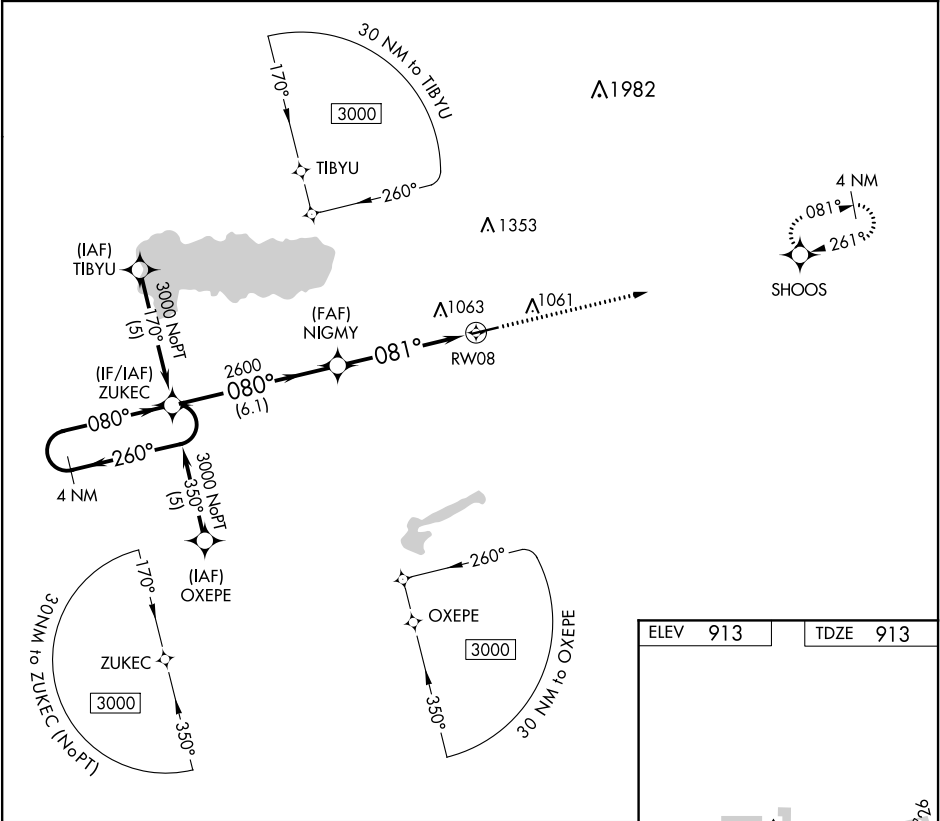 30 NM to TIBYU
170°
3000
TIBYU
260°
1982
4 NM
081°
261°
SHOOS
1353
(IAF)
TIBYU
3000 NoPT
170°
(5)
(FAF)
NIGMY
1063
1061
RW08
081°
(IF/IAF)
ZUKEC
2600
080°
(6.1)
080°
260°
4 NM
3000 NoPT
350°
(5)
(IAF)
OXEPE
170°
30NM to ZUKEC (NoPT)
ZUKEC
3000
350°
260°
OXEPE
3000
350°
30 NM to OXEPE
ELEV 913
TDZE 913